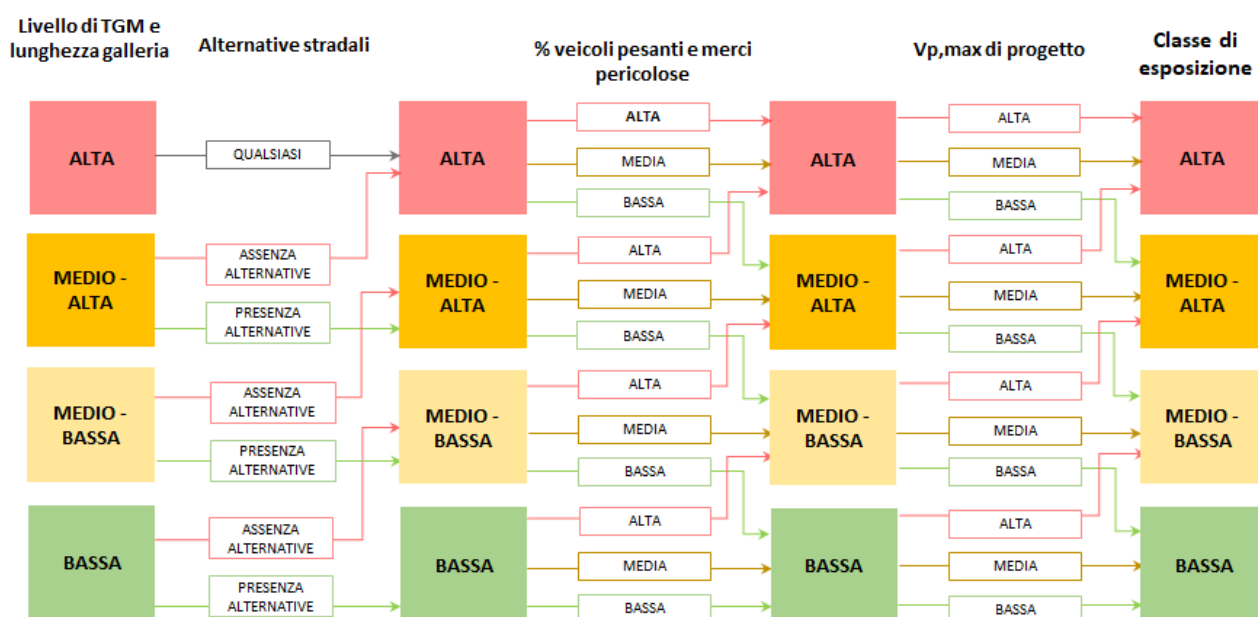 Livello di TGM e
lunghezza galleria
Alternative stradali
% veicoli pesanti e merci
pericolose
Vp,max di progetto
Classe di
esposizione
ALTA
QUALSIASI
ALTA
ALTA
MEDIA
BASSA
ALTA
ALTA
MEDIA
BASSA
ALTA
MEDIO -
ALTA
ASSENZA
ALTERNATIVE
PRESENZA
ALTERNATIVE
MEDIO -
ALTA
ALTA
MEDIA
BASSA
MEDIO -
ALTA
ALTA
MEDIA
BASSA
MEDIO -
ALTA
MEDIO -
BASSA
ASSENZA
ALTERNATIVE
PRESENZA
ALTERNATIVE
MEDIO -
BASSA
ALTA
MEDIA
BASSA
MEDIO -
BASSA
ALTA
MEDIA
BASSA
MEDIO -
BASSA
BASSA
ASSENZA
ALTERNATIVE
PRESENZA
ALTERNATIVE
BASSA
ALTA
MEDIA
BASSA
BASSA
ALTA
MEDIA
BASSA
BASSA